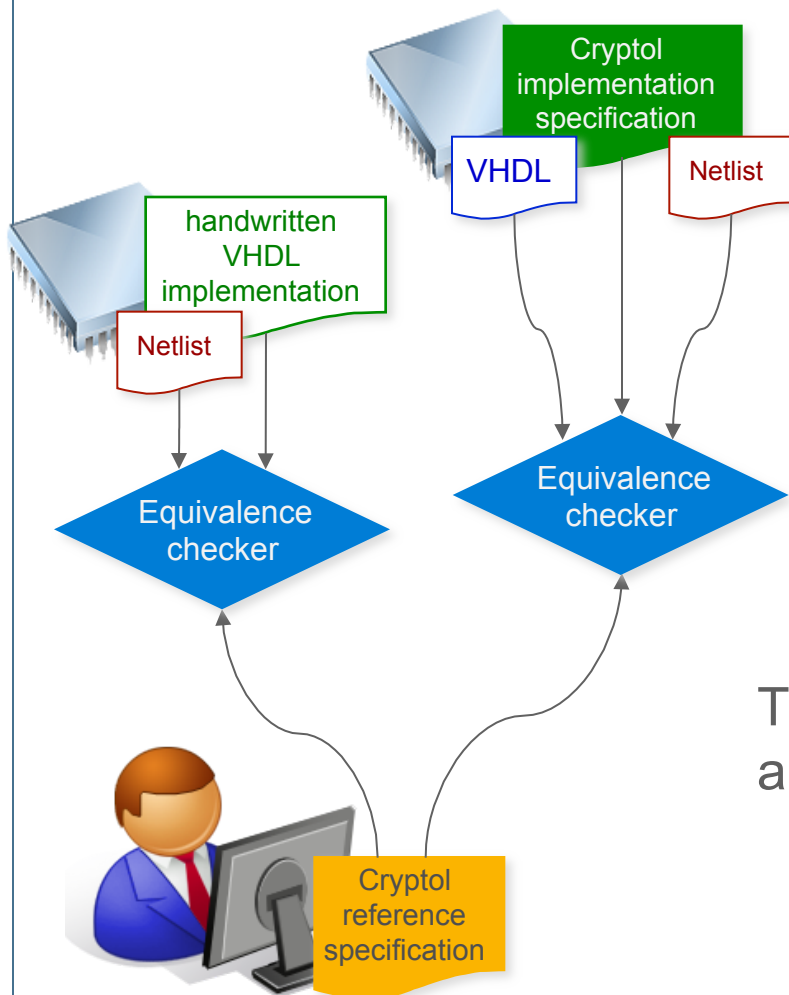 Cryptol
implementation
specification
VHDL
Netlist
handwritten
VHDL
implementation
Netlist
Equivalence
checker
Equivalence
checker
T
a
Cryptol
reference
specification